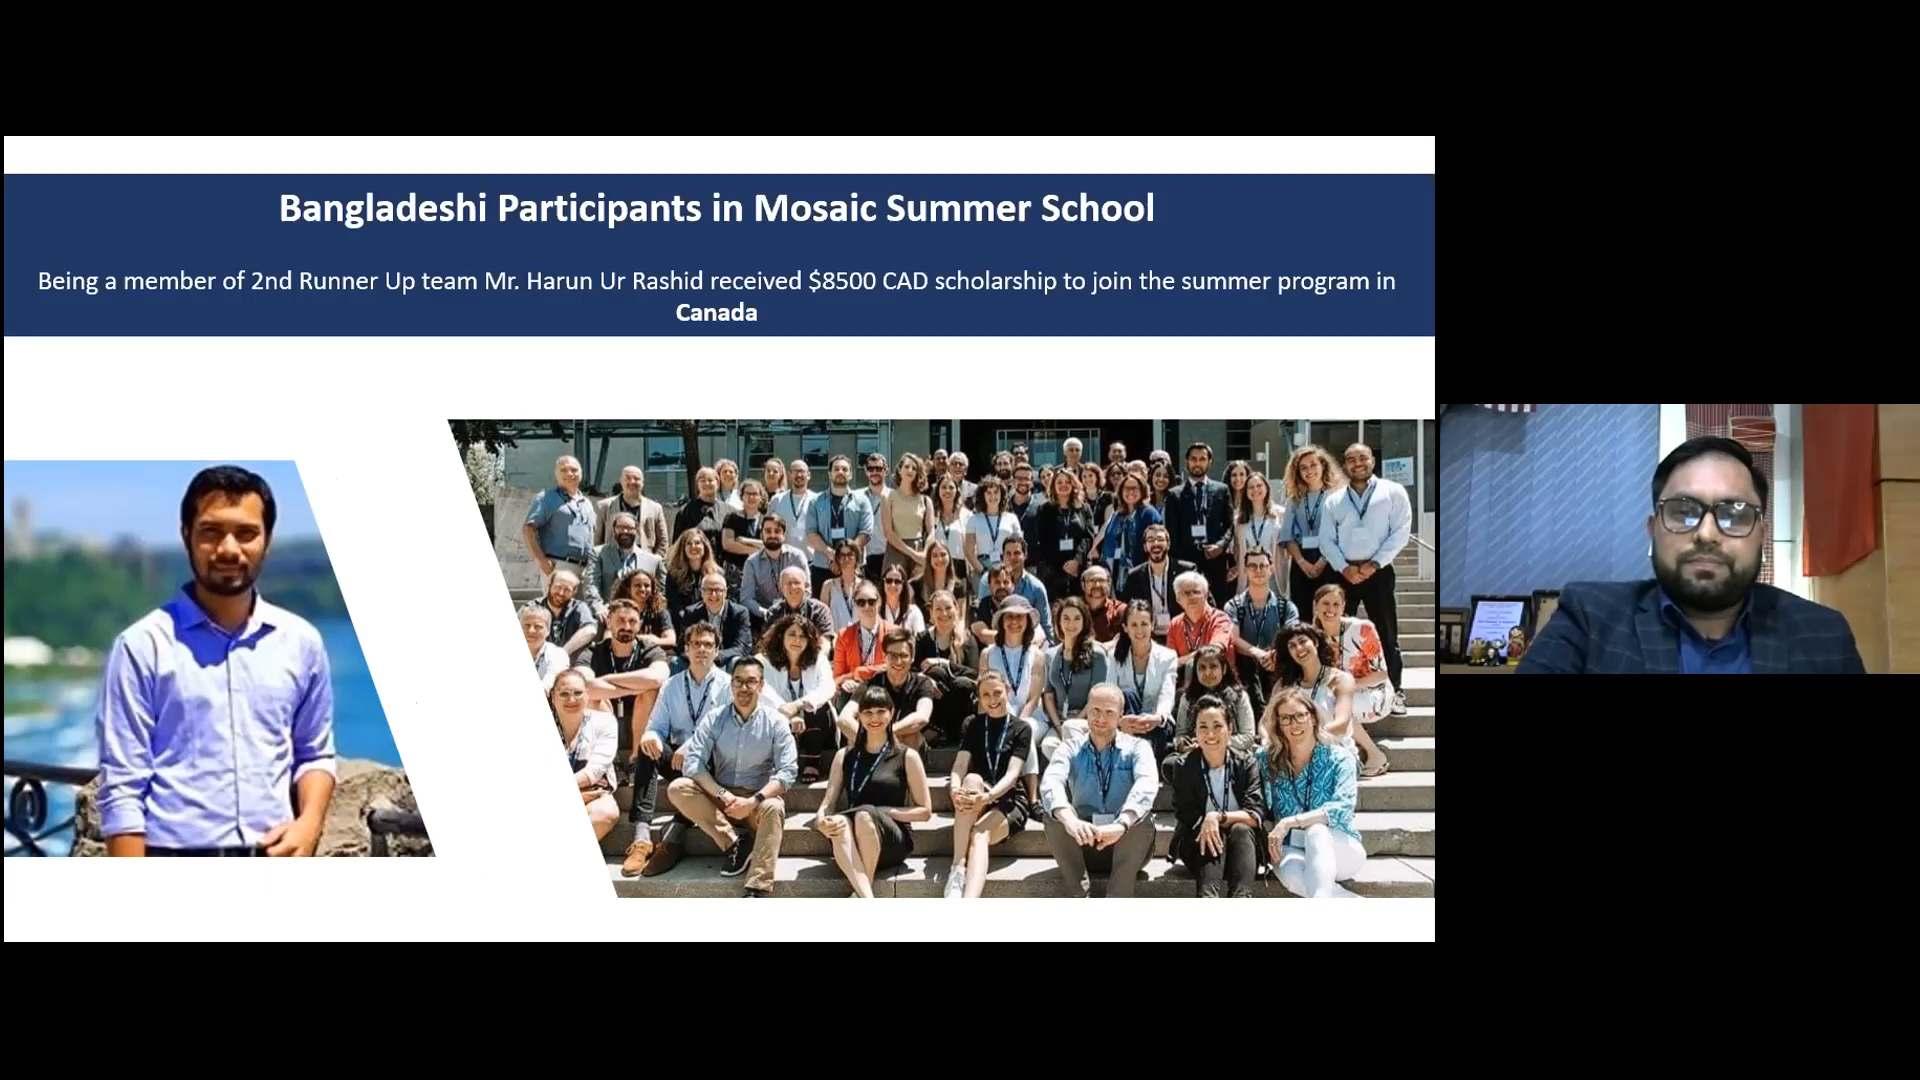 Bangladeshi Participants in Mosaic Summer School
Being a member of 2nd Runner Up team Mr. Harun Ur Rashid received $8500 CAD scholarship to join the summer program in
Canada